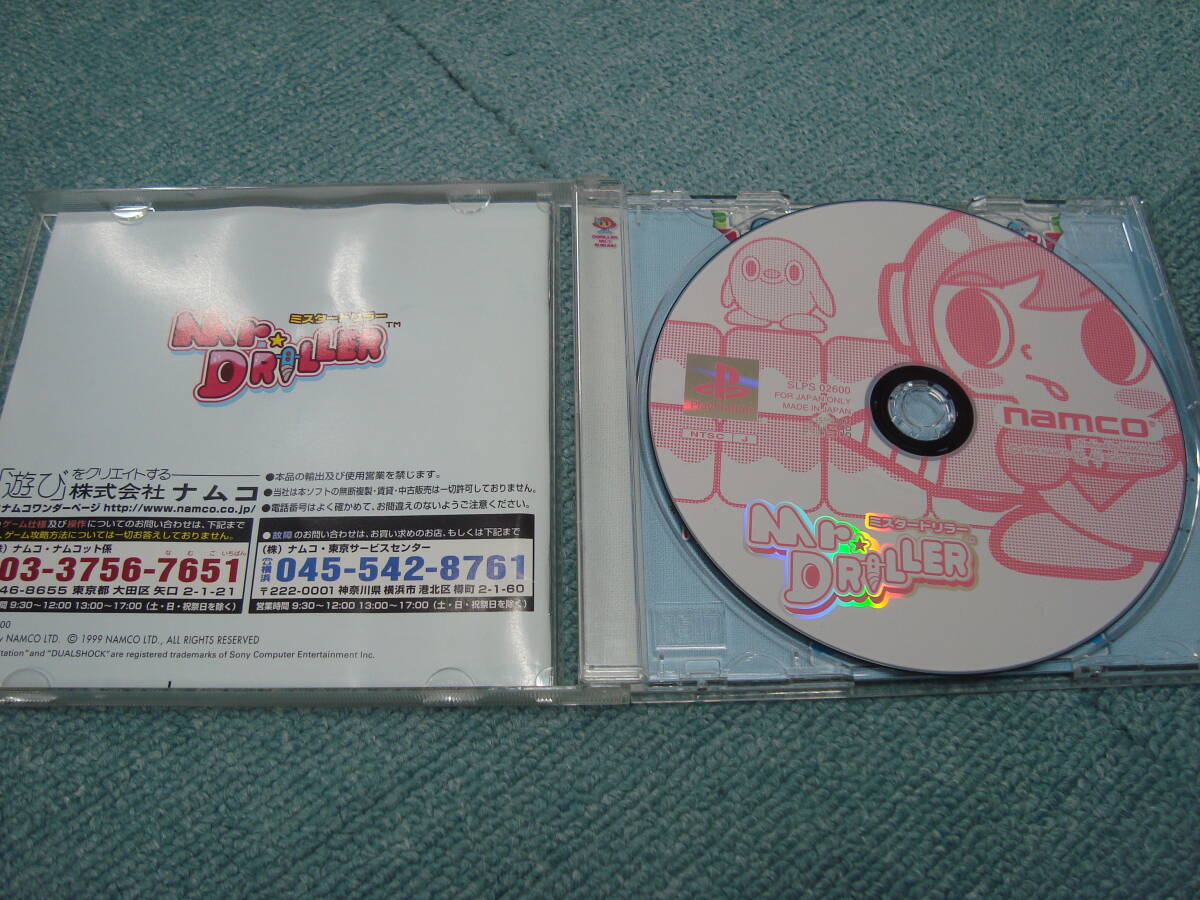 ミスタードリラー
Mr. DRILLER™
「遊び」をクリエイトする
株式会社 ナムコ
ナムコワンダーページ http://www.namco.co.jp/
●本品の輸出及び使用営業を禁じます。
●当社は本ソフトの無断複製・賃貸・中古販売は一切許可しておりません。
●電話番号はよく確かめて、お間違えのないようご注意ください。
●ゲーム仕様及び操作についてのお問い合わせは、下記まで
ゲーム攻略方法については一切お答えしておりません。
) ナムコ・ナムコット係
なむこ いちばん
03-3756-7651
46-8655 東京都 大田区 矢口 2-1-21
間 9:30~12:00 13:00~17:00 (土・日・祝祭日を除く)
●故障のお問い合わせは、お買い求めのお店、もしくは下記まで
(株) ナムコ・東京サービスセンター
横浜 045-542-8761
〒222-0001 神奈川県 横浜市 港北区 樽町 2-1-60
営業時間 9:30~12:00 13:00~17:00 (土・日・祝祭日を除く)
00
y NAMCO LTD. © 1999 NAMCO LTD., ALL RIGHTS RESERVED
tation" and "DUALSHOCK" are registered trademarks of Sony Computer Entertainment Inc.
SLPS 02600
FOR JAPAN ONLY
MADE IN JAPAN
NTSC J
namco®
ミスタードリラー
Mr. DRILLER